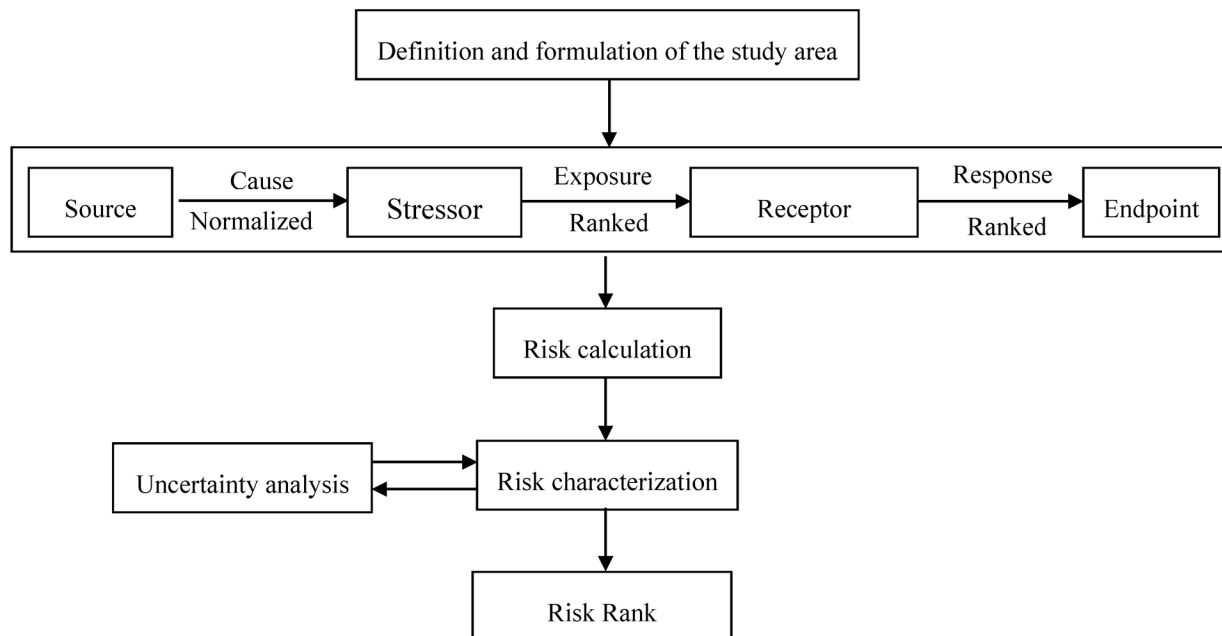 Definition and formulation of the study area
Cause
Exposure
Response
Source
Normalized
Stressor
Ranked
Receptor
Ranked
Endpoint
Risk calculation
Uncertainty analysis
Risk characterization
Risk Rank